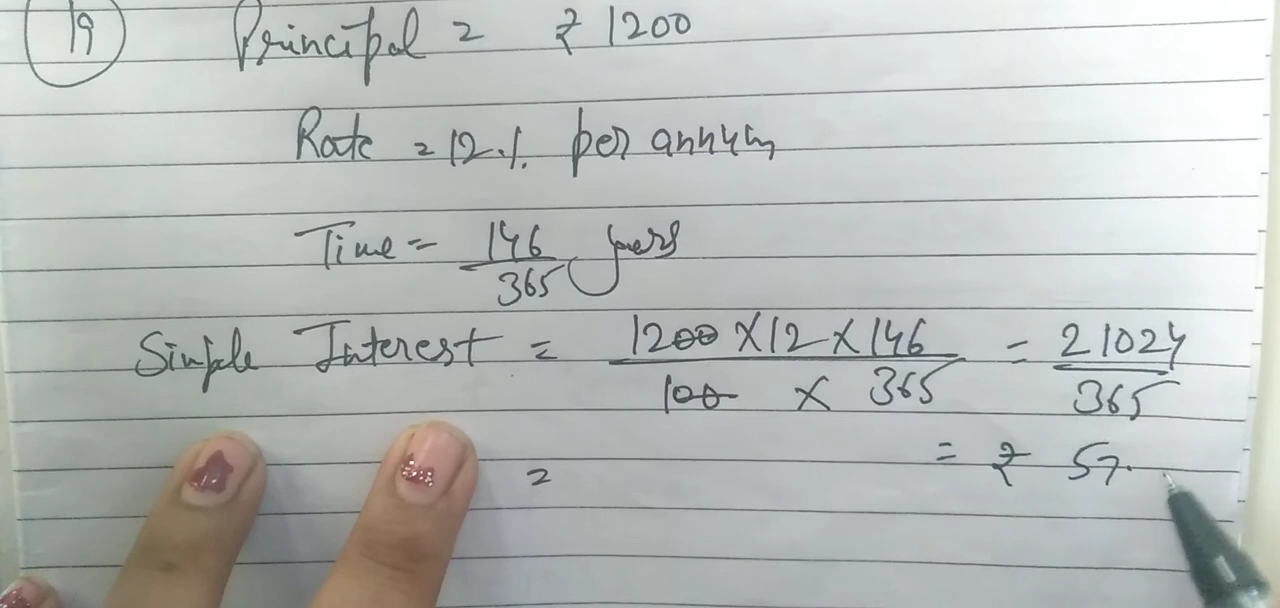 19 Principal = ₹ 1200
Rate = 12 % per annum
Time = 146/365 years
Simple Interest = 1200 X 12 X 146 / 100 X 365 = 21024 / 365
= = ₹ 57.